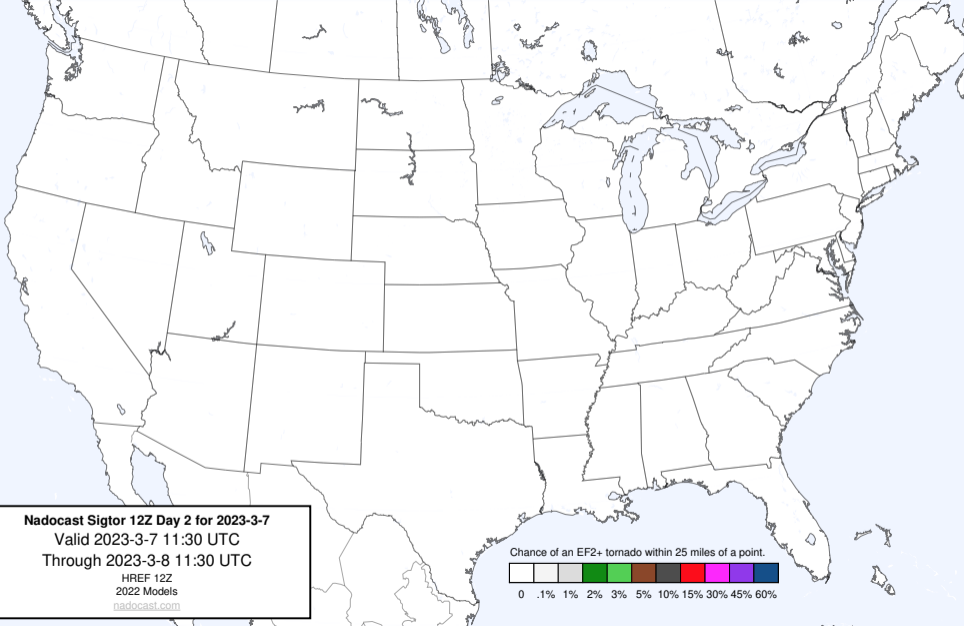 Nadocast Sigtor 12Z Day 2 for 2023-3-7
Valid 2023-3-7 11:30 UTC
Through 2023-3-8 11:30 UTC
HREF 12Z
2022 Models
nadocast.com
Chance of an EF2+ tornado within 25 miles of a point.
0 .1% 1% 2% 3% 5% 10% 15% 30% 45% 60%